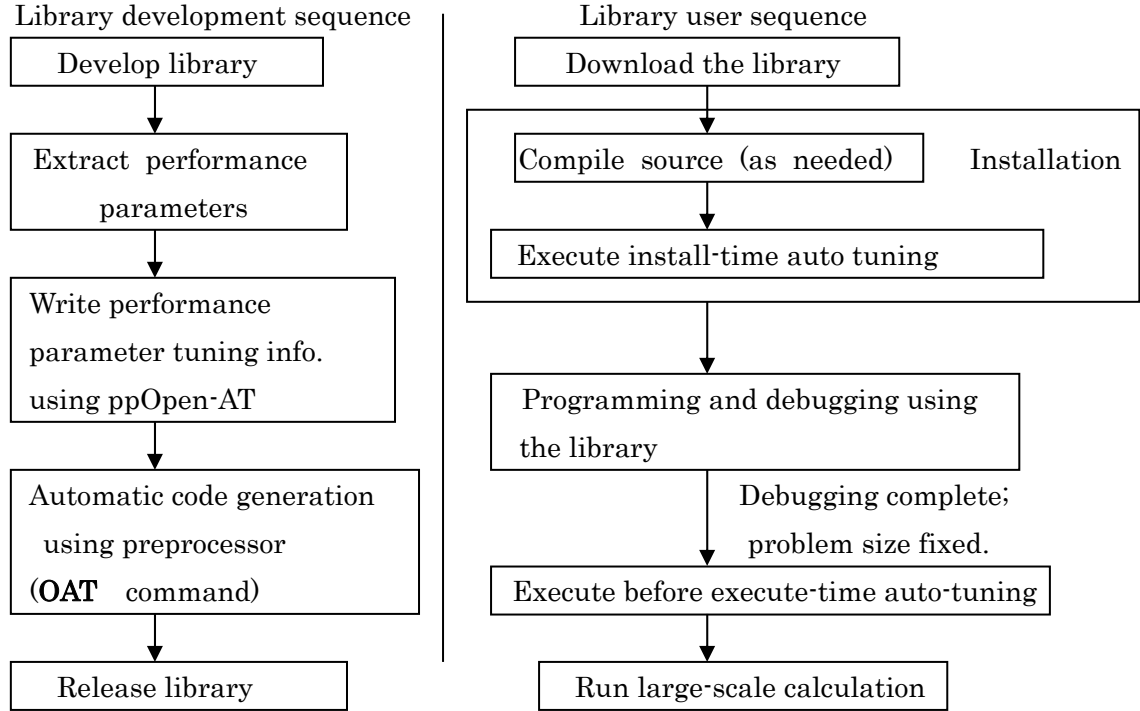 Library development sequence
Develop library
Extract performance
parameters
Write performance
parameter tuning info.
using ppOpen-AT
Automatic code generation
using preprocessor
(OAT command)
Release library
Library user sequence
Download the library
Compile source (as needed)
Installation
Execute install-time auto tuning
Programming and debugging using
the library
Debugging complete;
problem size fixed.
Execute before execute-time auto-tuning
Run large-scale calculation